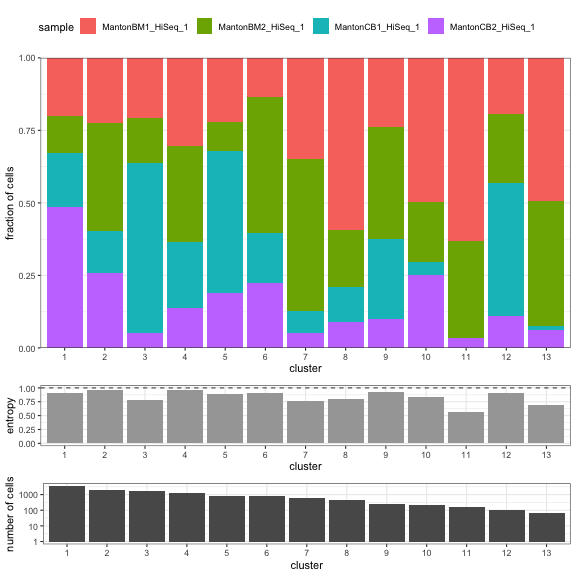 sample MantonBM1_HiSeq_1 MantonBM2_HiSeq_1 MantonCB1_HiSeq_1 MantonCB2_HiSeq_1
fraction of cells
1.00
0.75
0.50
0.25
0.00
1 2 3 4 5 6 7 8 9 10 11 12 13
cluster
entropy
1.00
0.75
0.50
0.25
0.00
1 2 3 4 5 6 7 8 9 10 11 12 13
cluster
number of cells
1000
100
10
1
1 2 3 4 5 6 7 8 9 10 11 12 13
cluster